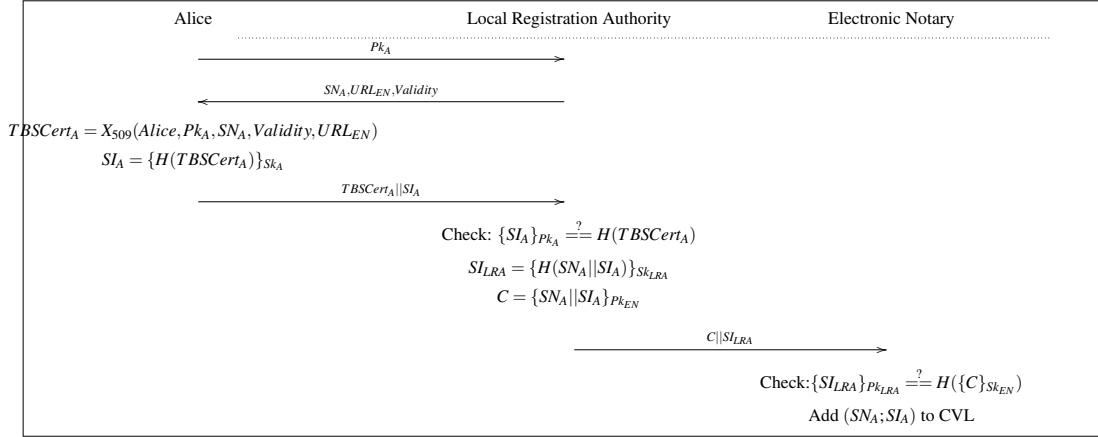 Alice Local Registration Authority Electronic Notary
Pk_A
SN_A, URL_EN, Validity
TBSCert_A = X_509(Alice, Pk_A, SN_A, Validity, URL_EN)
SI_A = {H(TBSCert_A)}_Sk_A
TBSCert_A||SI_A
Check: {SI_A}_Pk_A ==? H(TBSCert_A)
SI_LRA = {H(SN_A||SI_A)}_Sk_LRA
C = {SN_A||SI_A}_Pk_EN
C||SI_LRA
Check:{SI_LRA}_Pk_LRA ==? H({C}_Sk_EN)
Add (SN_A; SI_A) to CVL